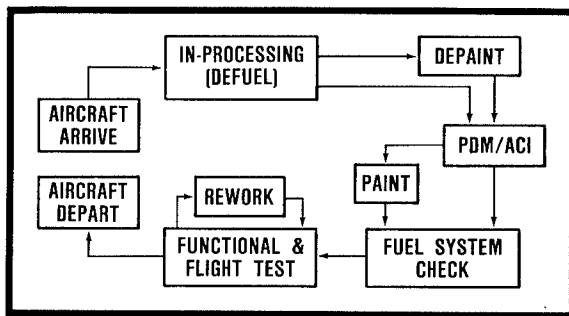 IN-PROCESSING
(DEFUEL)
DEPAINT
AIRCRAFT
ARRIVE
PDM/ACI
AIRCRAFT
DEPART
REWORK
PAINT
FUNCTIONAL &
FLIGHT TEST
FUEL SYSTEM
CHECK